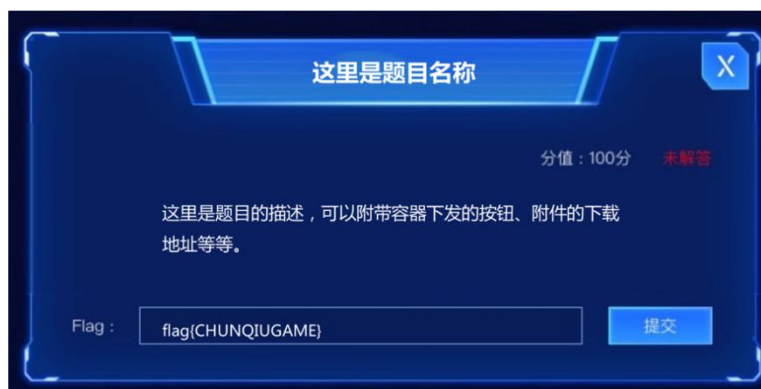 这里是题目名称
X
分值：100分 未解答
这里是题目的描述，可以附带容器下发的按钮、附件的下载
地址等等。
Flag： flag{CHUNQIUGAME} 提交